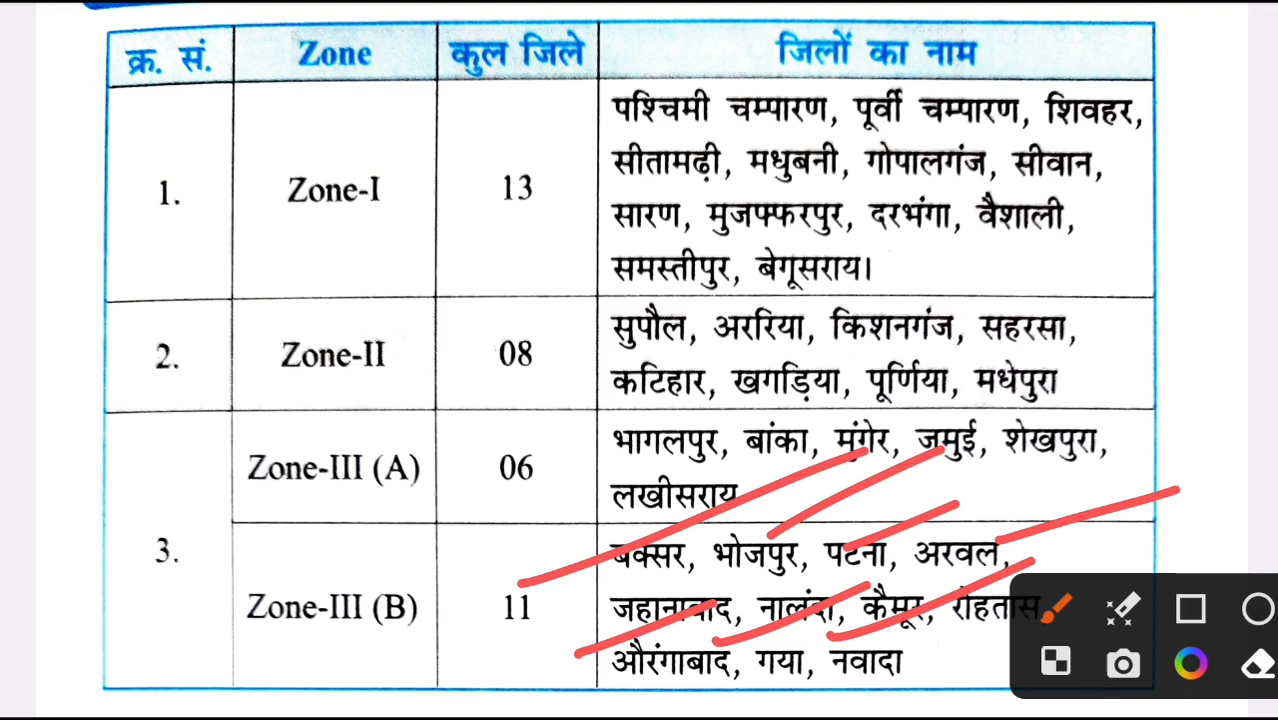 क्र. सं.
Zone
कुल जिले
जिलों का नाम
1.
Zone-I
13
पश्चिमी चम्पारण, पूर्वी चम्पारण, शिवहर,
सीतामढ़ी, मधुबनी, गोपालगंज, सीवान,
सारण, मुजफ्फरपुर, दरभंगा, वैशाली,
समस्तीपुर, बेगूसराय।
2.
Zone-II
08
सुपौल, अररिया, किशनगंज, सहरसा,
कटिहार, खगड़िया, पूर्णिया, मधेपुरा
3.
Zone-III (A)
06
भागलपुर, बांका, मुंगेर, जमुई, शेखपुरा,
लखीसराय
Zone-III (B)
11
बक्सर, भोजपुर, पटना, अरवल,
जहानाबाद, नालंदा, कैमूर, रोहतास
औरंगाबाद, गया, नवादा